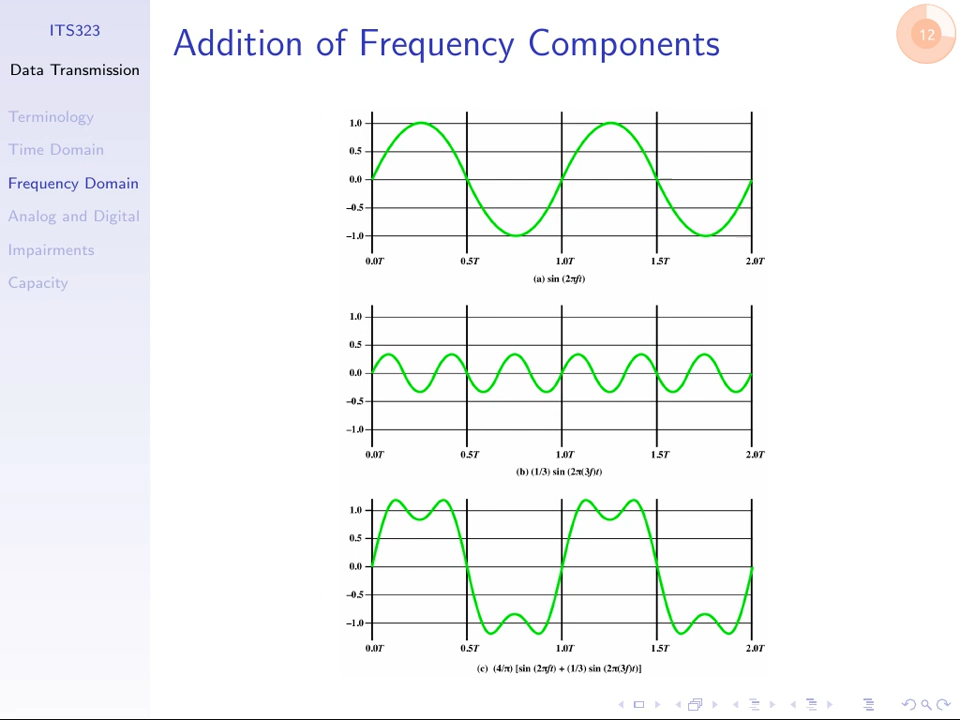 ITS323
Data Transmission
Terminology
Time Domain
Frequency Domain
Analog and Digital
Impairments
Capacity
Addition of Frequency Components
12
1.0
0.5
0.0
–0.5
–1.0
0.0T 0.5T 1.0T 1.5T 2.0T
(a) sin (2πft)
1.0
0.5
0.0
–0.5
–1.0
0.0T 0.5T 1.0T 1.5T 2.0T
(b) (1/3) sin (2π(3f)t)
1.0
0.5
0.0
–0.5
–1.0
0.0T 0.5T 1.0T 1.5T 2.0T
(c) (4/π) [sin (2πft) + (1/3) sin (2π(3f)t)]